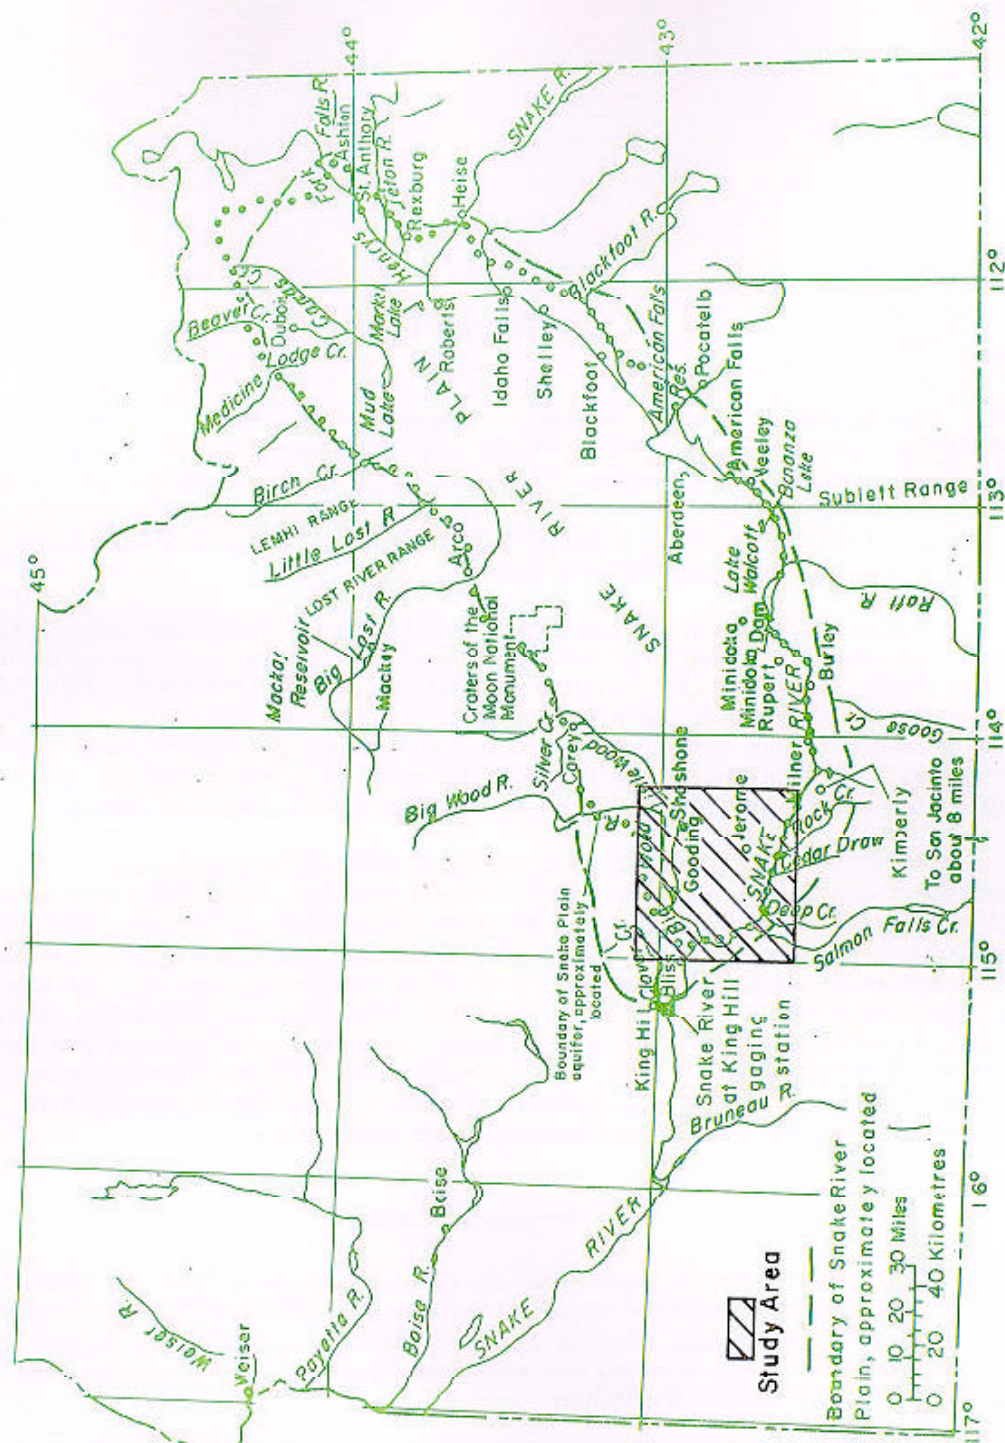 45°
44°
43°
42°
117°
116°
115°
114°
113°
112°
Weiser R.
Weiser
Payette R.
Boise R.
Boise
SNAKE
RIVER
Bruneau R.
Snake River
at King Hill
gaging
station
King Hill
Bliss
Clover
Cr.
Boundary of Snake Plain
aquifer, approximately
located
Big Wood R.
Silver Cr.
Carey
Gooding
Shoshone
Jerome
SNAKE
Milner
Rock Cr.
Cedar Draw
Deep Cr.
Salmon
Falls Cr.
Kimberly
To San Jacinto
about 8 miles
Goose
Cr.
Burley
RIVER
Rupert
Minidoka Dam
Minidoka
Lake
Walcott
Raft R.
Sublett Range
Bonanza
Lake
Neeley
American Falls
Pocatello
American Falls
Res.
Aberdeen
Blackfoot
Blackfoot R.
Shelley
Idaho Falls
Roberts
SNAKE
RIVER
PLAIN
Craters of the
Moon National
Monument
Mackay
Reservoir
Big
Lost R.
Mackay
Arco
LOST RIVER RANGE
Little Lost R
LEMHI RANGE
Birch Cr.
Mud
Lake
Medicine
Lodge Cr.
Beaver Cr.
Dubois
Camas
Cr.
Market
Lake
Henrys
Fork
Falls R.
Ashton
St. Anthony
Teton R.
Rexburg
Heise
SNAKE R.
Study Area
Boundary of Snake River
Plain, approximately located
0 10 20 30 Miles
0 20 40 Kilometres